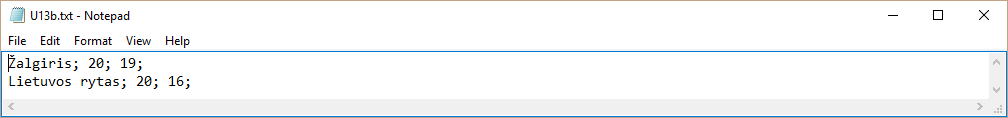 U13b.txt - Notepad
File Edit Format View Help
Žalgiris; 20; 19;
Lietuvos rytas; 20; 16;